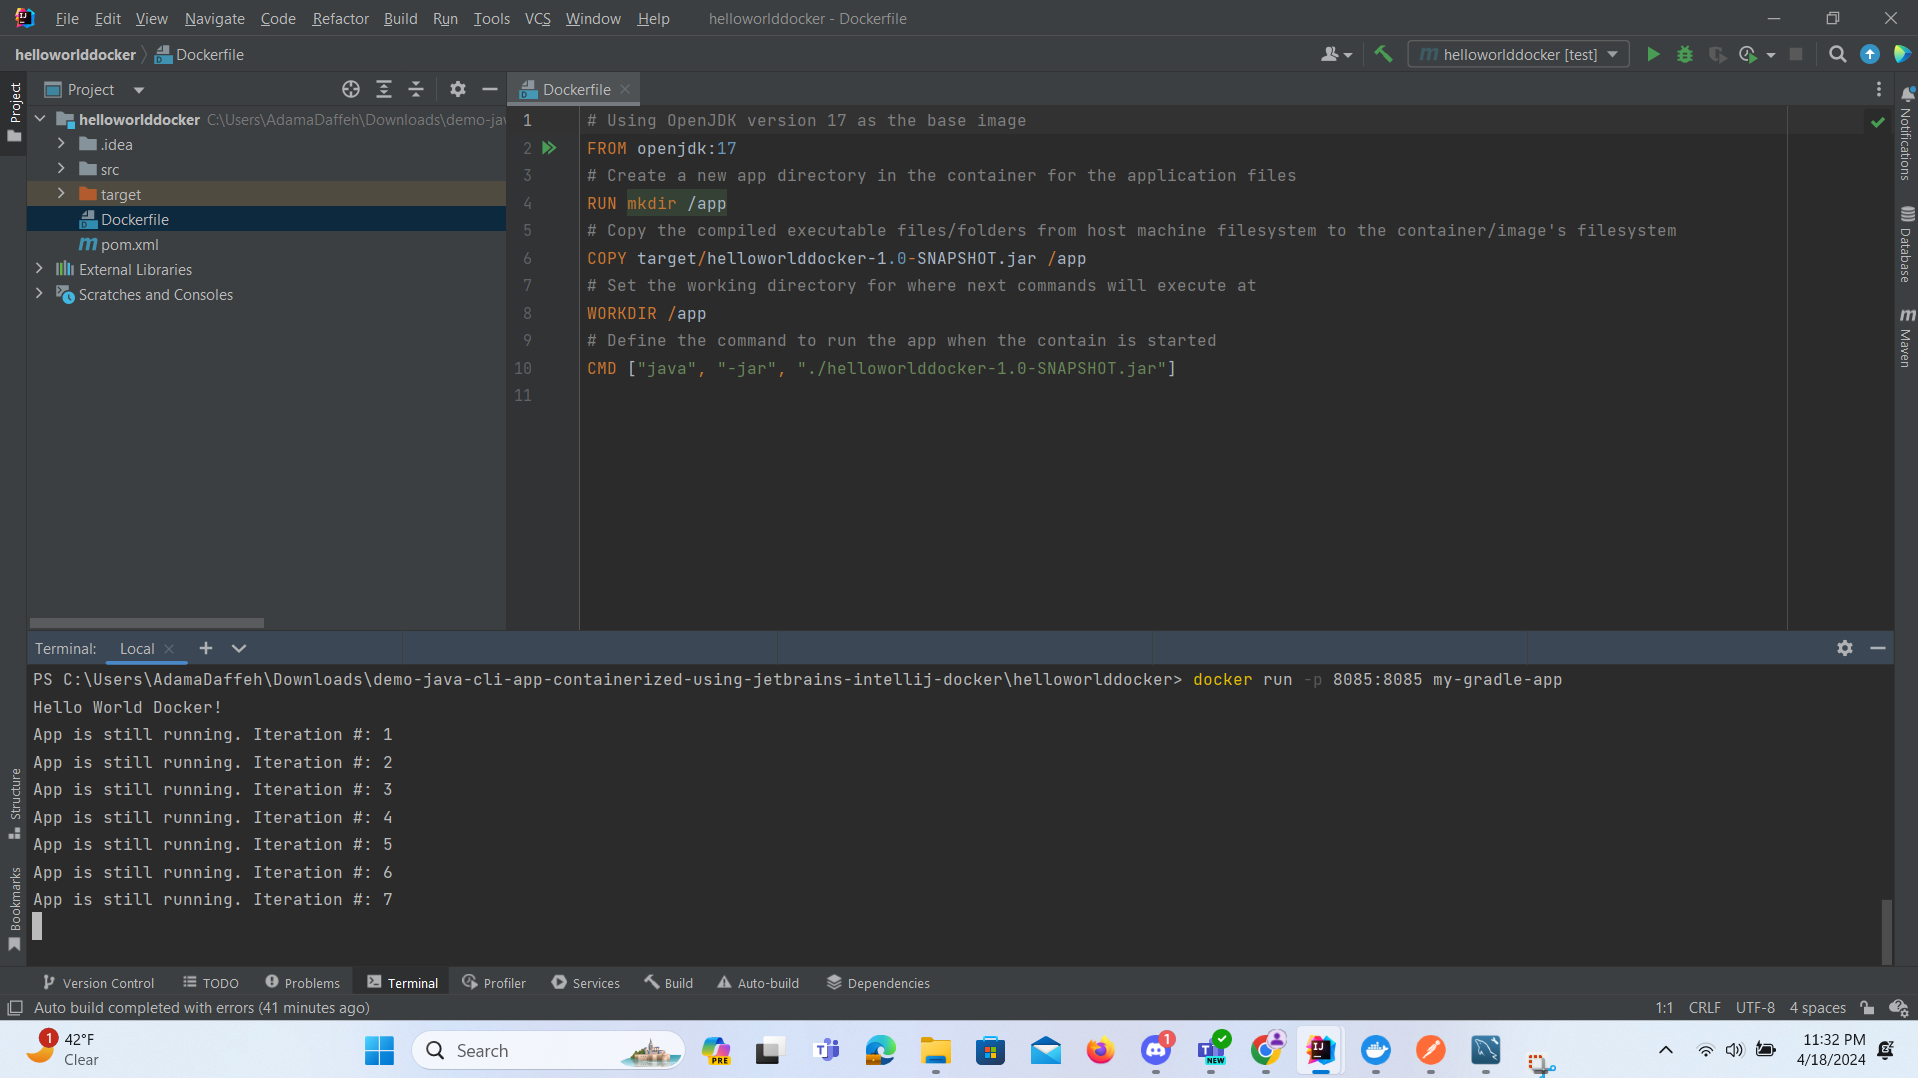 File Edit View Navigate Code Refactor Build Run Tools VCS Window Help helloworlddocker - Dockerfile
helloworlddocker Dockerfile
helloworlddocker [test]
Project
Dockerfile
Project
helloworlddocker C:\Users\AdamaDaffeh\Downloads\demo-jav
.idea
src
target
Dockerfile
pom.xml
External Libraries
Scratches and Consoles
1 # Using OpenJDK version 17 as the base image
2 FROM openjdk:17
3 # Create a new app directory in the container for the application files
4 RUN mkdir /app
5 # Copy the compiled executable files/folders from host machine filesystem to the container/image's filesystem
6 COPY target/helloworlddocker-1.0-SNAPSHOT.jar /app
7 # Set the working directory for where next commands will execute at
8 WORKDIR /app
9 # Define the command to run the app when the contain is started
10 CMD ["java", "-jar", "./helloworlddocker-1.0-SNAPSHOT.jar"]
11
Notifications
Database
Maven
Terminal: Local
PS C:\Users\AdamaDaffeh\Downloads\demo-java-cli-app-containerized-using-jetbrains-intellij-docker\helloworlddocker> docker run -p 8085:8085 my-gradle-app
Hello World Docker!
App is still running. Iteration #: 1
App is still running. Iteration #: 2
App is still running. Iteration #: 3
App is still running. Iteration #: 4
App is still running. Iteration #: 5
App is still running. Iteration #: 6
App is still running. Iteration #: 7
Structure
Bookmarks
Version Control TODO Problems Terminal Profiler Services Build Auto-build Dependencies
Auto build completed with errors (41 minutes ago) 1:1 CRLF UTF-8 4 spaces
1 42°F
Clear
Search
PRE
1
NEW
11:32 PM
4/18/2024